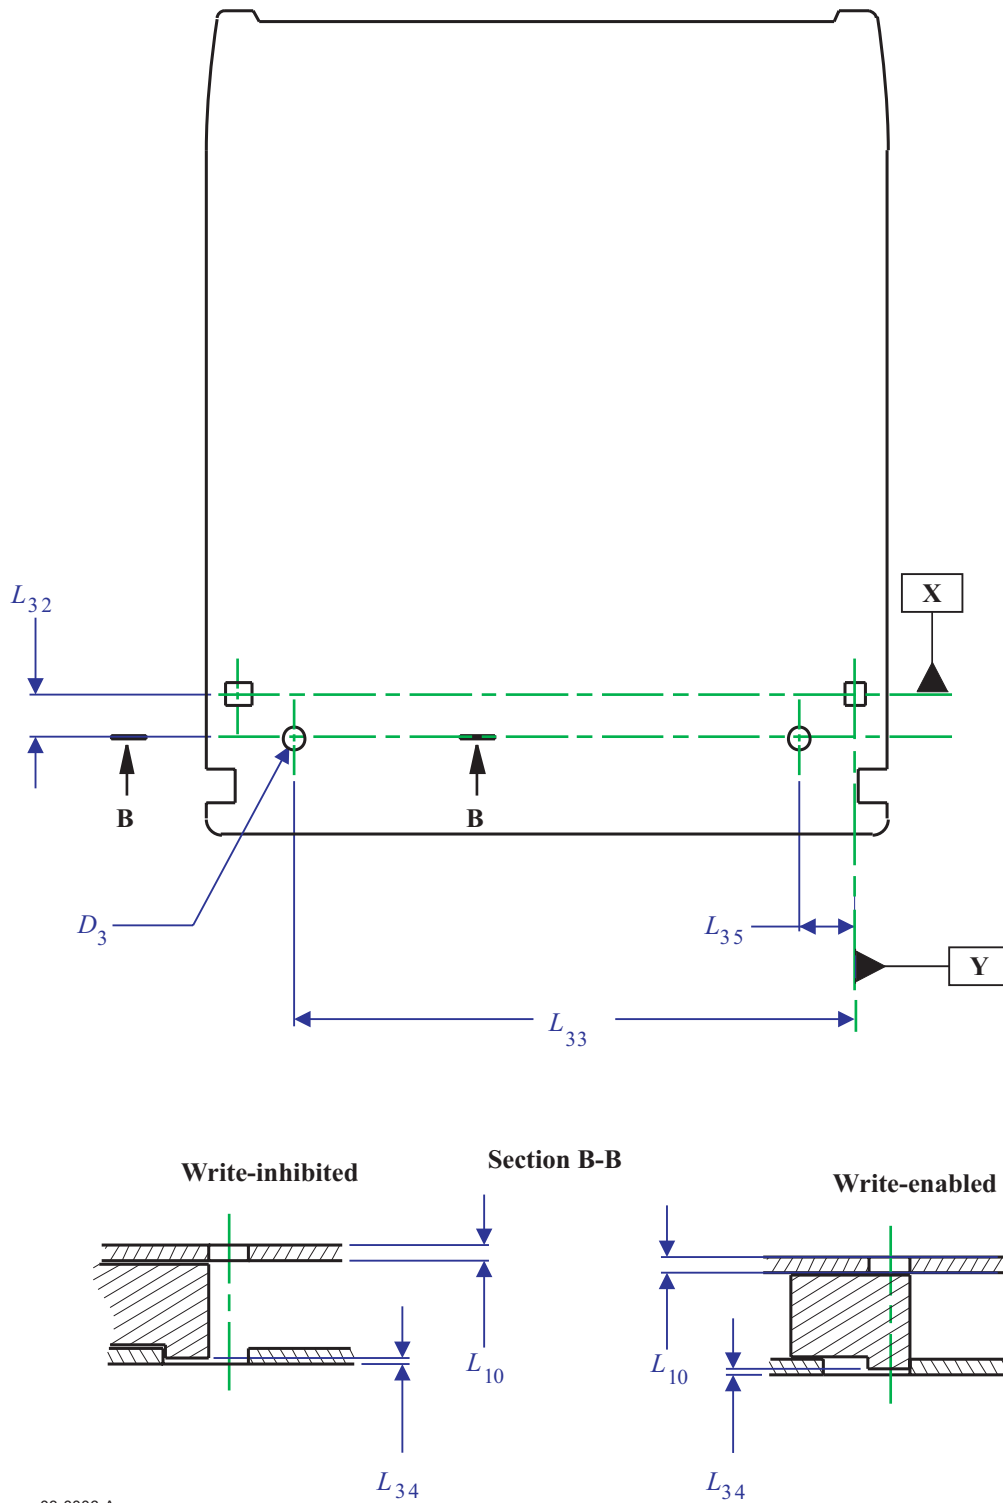 X
L32
B
B
D3
L35
Y
L33
Section B-B
Write-inhibited
Write-enabled
L10
L10
L34
L34